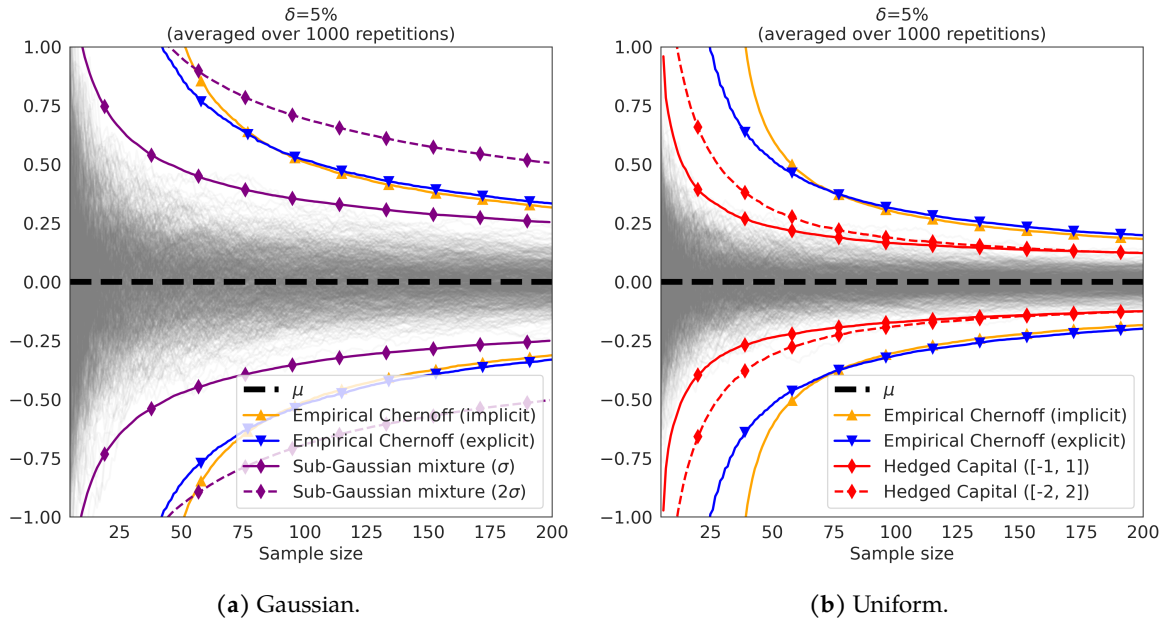 δ=5%
(averaged over 1000 repetitions)
1.00
0.75
0.50
0.25
0.00
−0.25
−0.50
−0.75
−1.00
μ
Empirical Chernoff (implicit)
Empirical Chernoff (explicit)
Sub-Gaussian mixture (σ)
Sub-Gaussian mixture (2σ)
25 50 75 100 125 150 175 200
Sample size
(a) Gaussian.
δ=5%
(averaged over 1000 repetitions)
1.00
0.75
0.50
0.25
0.00
−0.25
−0.50
−0.75
−1.00
μ
Empirical Chernoff (implicit)
Empirical Chernoff (explicit)
Hedged Capital ([-1, 1])
Hedged Capital ([-2, 2])
25 50 75 100 125 150 175 200
Sample size
(b) Uniform.